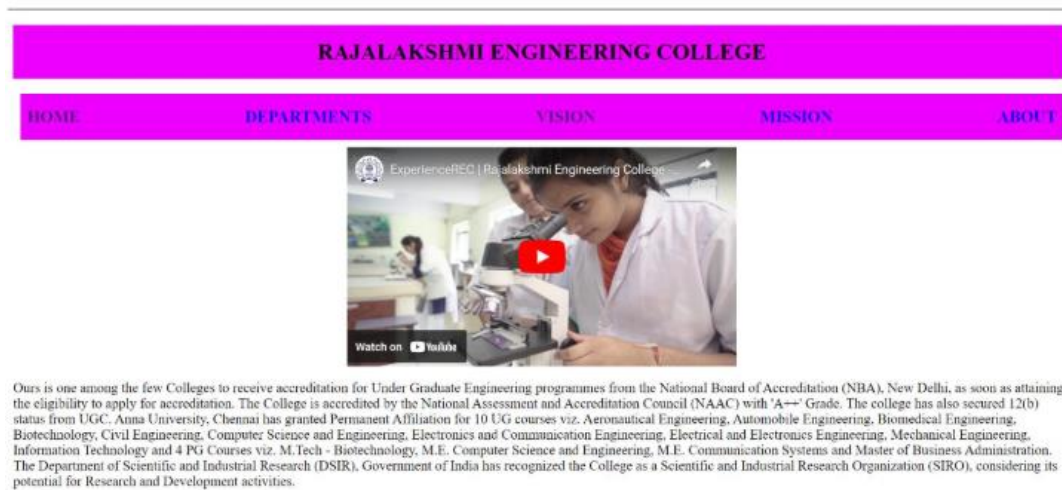 RAJALAKSHMI ENGINEERING COLLEGE
HOME DEPARTMENTS VISION MISSION ABOUT
ExperienceREC | Rajalakshmi Engineering College -...
Watch on YouTube
Ours is one among the few Colleges to receive accreditation for Under Graduate Engineering programmes from the National Board of Accreditation (NBA), New Delhi, as soon as attaining
the eligibility to apply for accreditation. The College is accredited by the National Assessment and Accreditation Council (NAAC) with 'A++' Grade. The college has also secured 12(b)
status from UGC. Anna University, Chennai has granted Permanent Affiliation for 10 UG courses viz. Aeronautical Engineering, Automobile Engineering, Biomedical Engineering,
Biotechnology, Civil Engineering, Computer Science and Engineering, Electronics and Communication Engineering, Electrical and Electronics Engineering, Mechanical Engineering,
Information Technology and 4 PG Courses viz. M.Tech - Biotechnology, M.E. Computer Science and Engineering, M.E. Communication Systems and Master of Business Administration.
The Department of Scientific and Industrial Research (DSIR), Government of India has recognized the College as a Scientific and Industrial Research Organization (SIRO), considering its
potential for Research and Development activities.